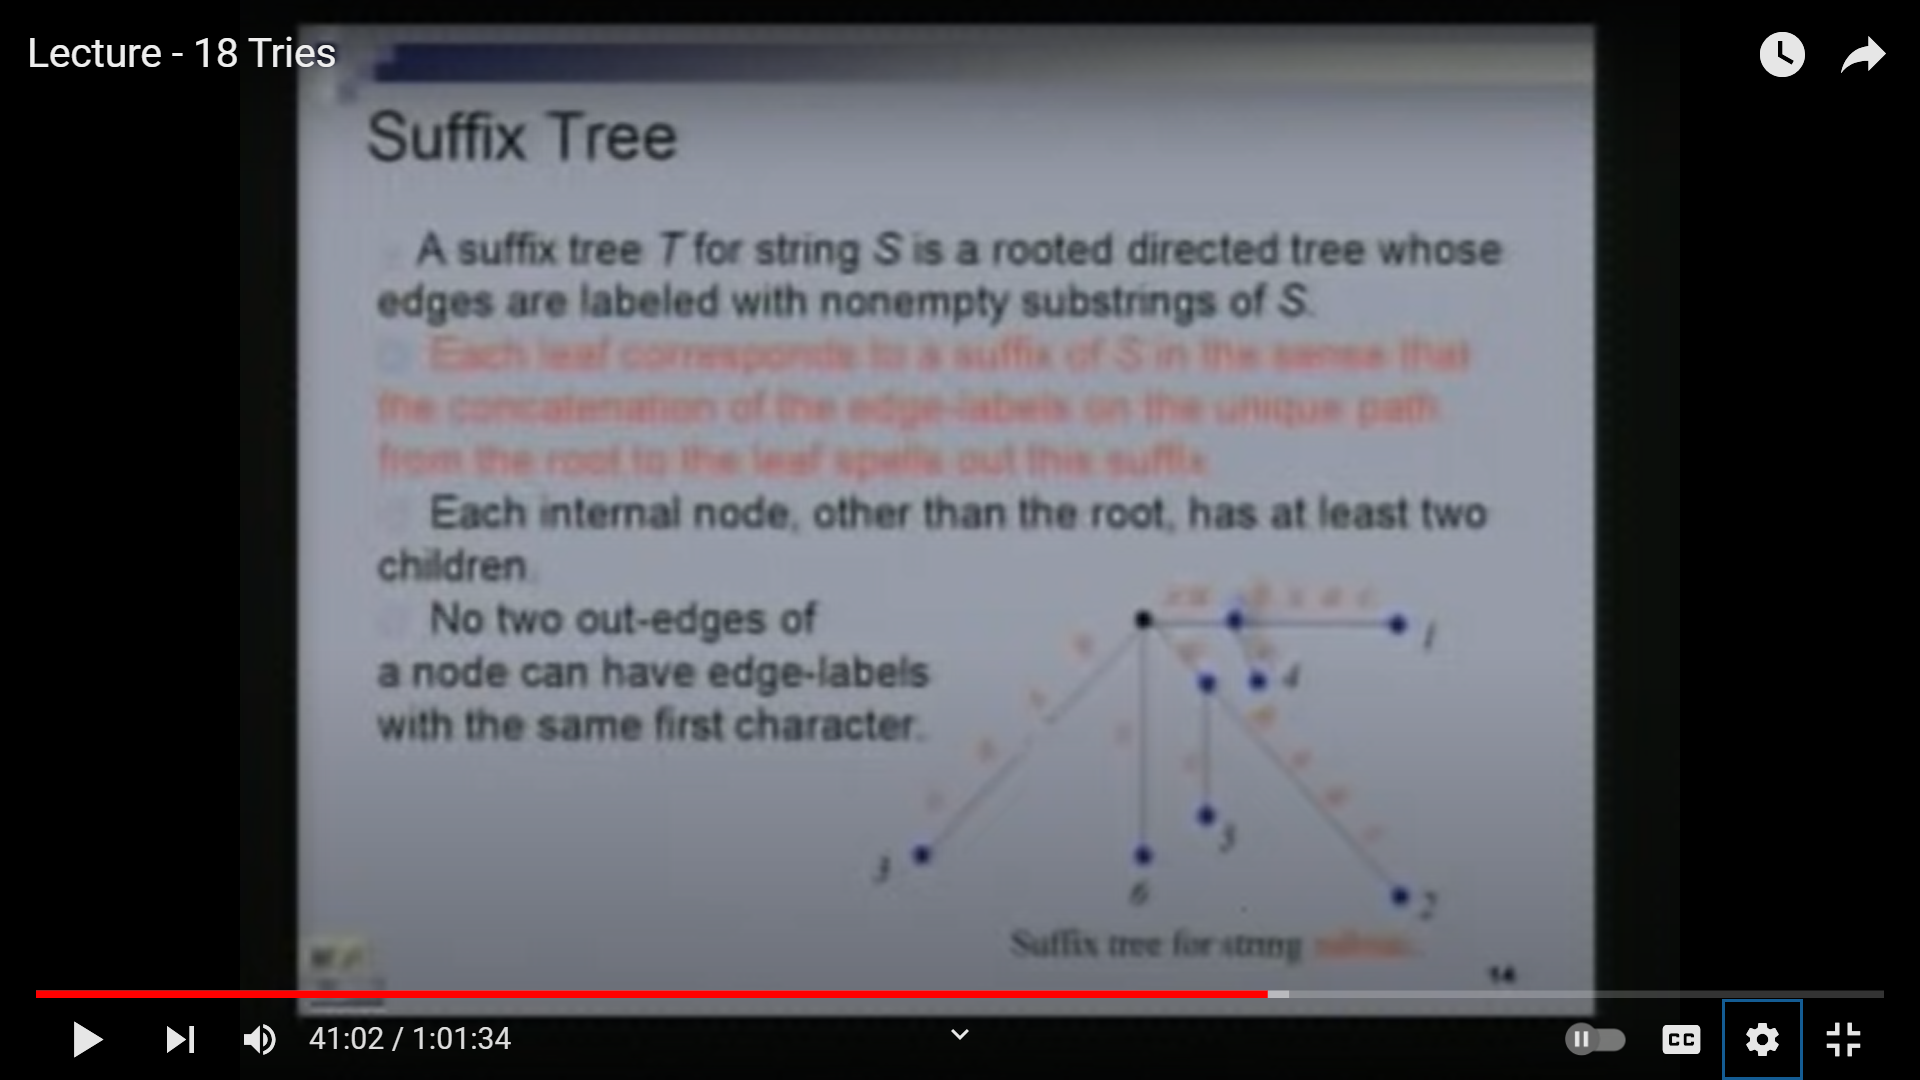 Lecture - 18 Tries
Suffix Tree
A suffix tree T for string S is a rooted directed tree whose
edges are labeled with nonempty substrings of S.
Each leaf corresponds to a suffix of S in the sense that
the concatenation of the edge-labels on the unique path
from the root to the leaf spells out this suffix
Each internal node, other than the root, has at least two
children.
No two out-edges of
a node can have edge-labels
with the same first character.
1
4
5
3
6
2
Suffix tree for string
14
41:02 / 1:01:34
CC